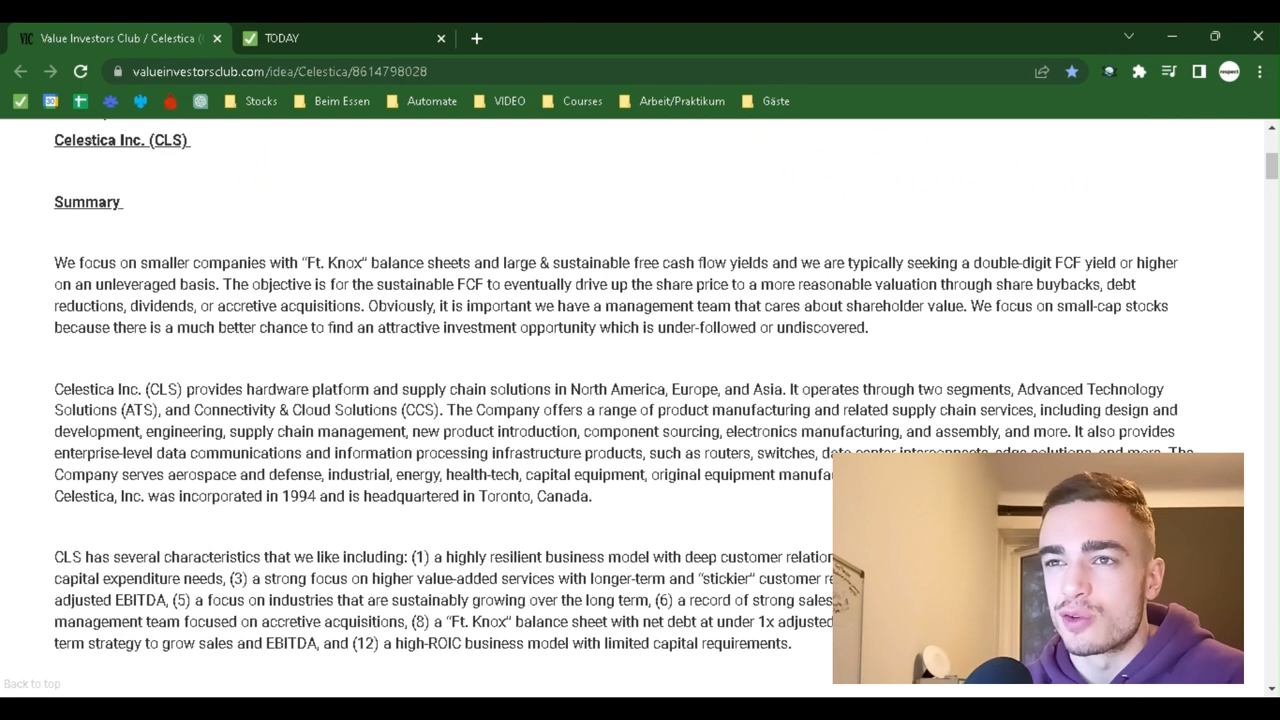 VIC Value Investors Club / Celestica (
TODAY
valueinvestorsclub.com/idea/Celestica/8614798028
respect
30 Stocks Beim Essen Automate VIDEO Courses Arbeit/Praktikum Gäste
Celestica Inc. (CLS)
Summary
We focus on smaller companies with "Ft. Knox" balance sheets and large & sustainable free cash flow yields and we are typically seeking a double-digit FCF yield or higher
on an unleveraged basis. The objective is for the sustainable FCF to eventually drive up the share price to a more reasonable valuation through share buybacks, debt
reductions, dividends, or accretive acquisitions. Obviously, it is important we have a management team that cares about shareholder value. We focus on small-cap stocks
because there is a much better chance to find an attractive investment opportunity which is under-followed or undiscovered.
Celestica Inc. (CLS) provides hardware platform and supply chain solutions in North America, Europe, and Asia. It operates through two segments, Advanced Technology
Solutions (ATS), and Connectivity & Cloud Solutions (CCS). The Company offers a range of product manufacturing and related supply chain services, including design and
development, engineering, supply chain management, new product introduction, component sourcing, electronics manufacturing, and assembly, and more. It also provides
enterprise-level data communications and information processing infrastructure products, such as routers, switches, data center interconnects, edge solutions, and more. The
Company serves aerospace and defense, industrial, energy, health-tech, capital equipment, original equipment manufa
Celestica, Inc. was incorporated in 1994 and is headquartered in Toronto, Canada.
CLS has several characteristics that we like including: (1) a highly resilient business model with deep customer relation
capital expenditure needs, (3) a strong focus on higher value-added services with longer-term and "stickier" customer re
adjusted EBITDA, (5) a focus on industries that are sustainably growing over the long term, (6) a record of strong sales
management team focused on accretive acquisitions, (8) a "Ft. Knox" balance sheet with net debt at under 1x adjusted
term strategy to grow sales and EBITDA, and (12) a high-ROIC business model with limited capital requirements.
Back to top